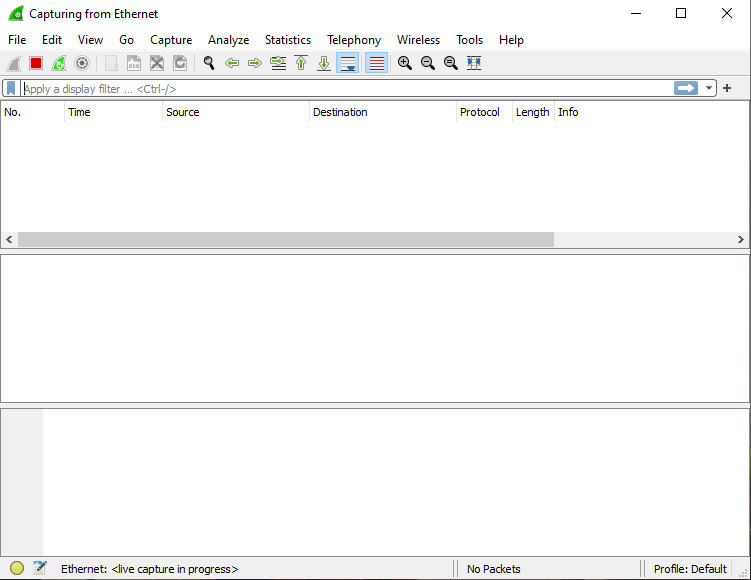 Capturing from Ethernet
File Edit View Go Capture Analyze Statistics Telephony Wireless Tools Help
Apply a display filter ... <Ctrl-/>
No. Time Source Destination Protocol Length Info
Ethernet: <live capture in progress> No Packets Profile: Default